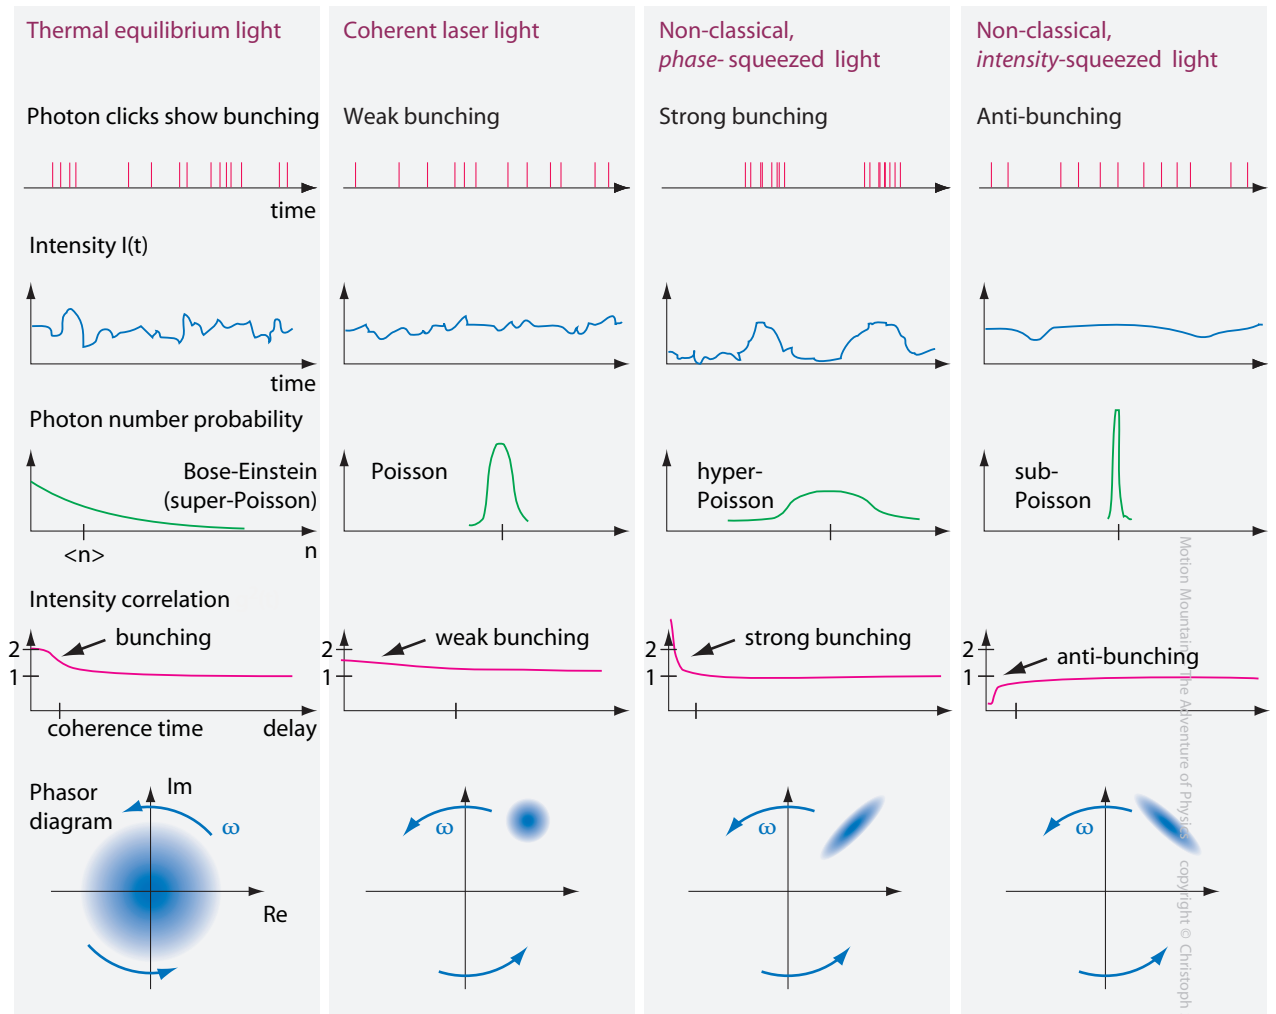 Thermal equilibrium light
Photon clicks show bunching
time
Intensity I(t)
time
Photon number probability
Bose-Einstein
(super-Poisson)
<n>
n
Intensity correlation
bunching
2
1
coherence time
delay
Phasor
diagram
Im
ω
Re
Coherent laser light
Weak bunching
Poisson
weak bunching
2
1
ω
Non-classical,
phase- squeezed light
Strong bunching
hyper-
Poisson
strong bunching
2
1
ω
Non-classical,
intensity-squeezed light
Anti-bunching
sub-
Poisson
anti-bunching
2
1
ω
Motion Mountain – The Adventure of Physics
copyright © Christoph